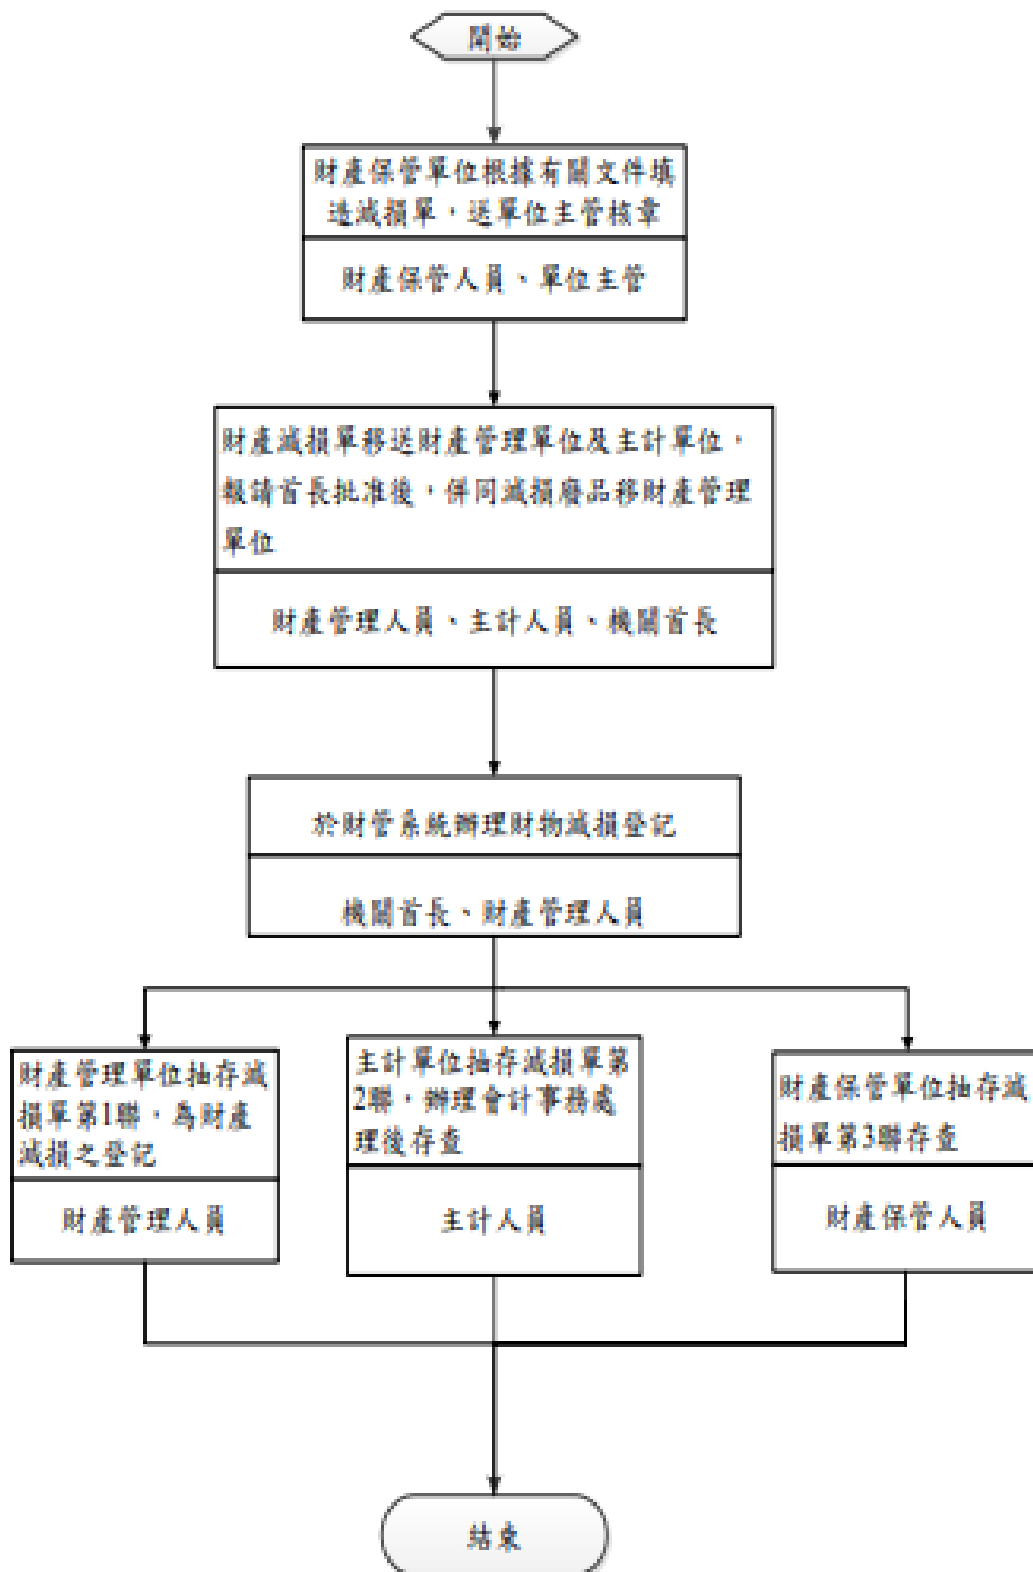 開始
財產保管單位根據有關文件填
造減損單，送單位主管核章
財產保管人員、單位主管
財產減損單移送財產管理單位及主計單位，
報請首長批准後，併同減損廢品移財產管理
單位
財產管理人員、主計人員、機關首長
於財管系統辦理財物減損登記
機關首長、財產管理人員
財產管理單位抽存減
損單第1聯，為財產
減損之登記
財產管理人員
主計單位抽存減損單第
2聯，辦理會計事務處
理後存查
主計人員
財產保管單位抽存減
損單第3聯存查
財產保管人員
結束